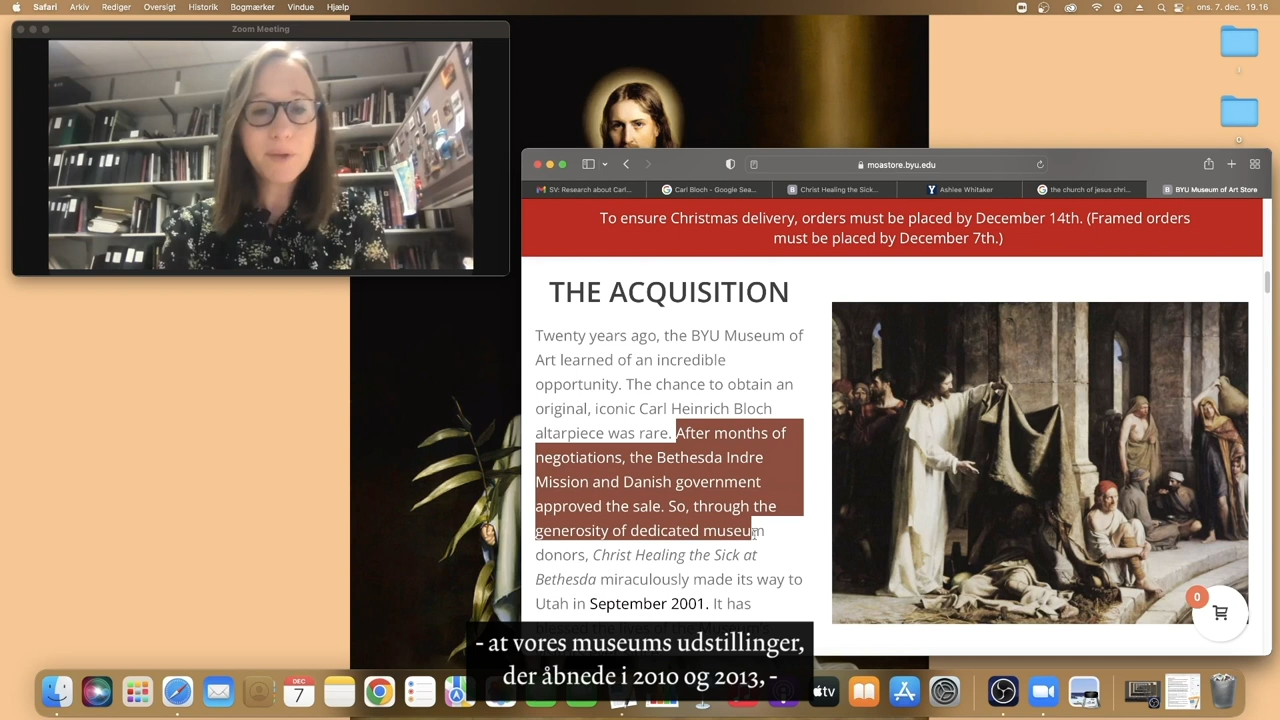 Safari Arkiv Rediger Oversigt Historik Bogmærker Vindue Hjælp ons. 7. dec. 19.16
Zoom Meeting
moastore.byu.edu
SV: Research about Carl... Carl Bloch - Google Sea... Christ Healing the Sick... Ashlee Whitaker the church of jesus chri... BYU Museum of Art Store
To ensure Christmas delivery, orders must be placed by December 14th. (Framed orders
must be placed by December 7th.)
THE ACQUISITION
Twenty years ago, the BYU Museum of
Art learned of an incredible
opportunity. The chance to obtain an
original, iconic Carl Heinrich Bloch
altarpiece was rare. After months of
negotiations, the Bethesda Indre
Mission and Danish government
approved the sale. So, through the
generosity of dedicated museum
donors, Christ Healing the Sick at
Bethesda miraculously made its way to
Utah in September 2001. It has
0
- at vores museums udstillinger,
der åbnede i 2010 og 2013, -
DEC
7
tv